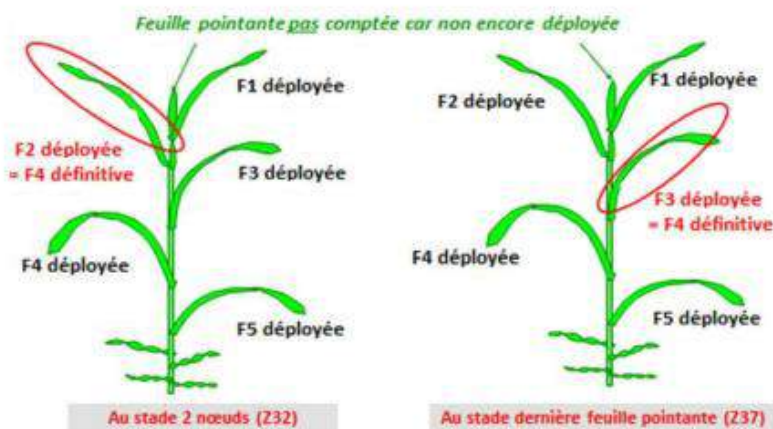 Feuille pointante pas comptée car non encore déployée
F1 déployée
F2 déployée
= F4 définitive
F3 déployée
F4 déployée
F5 déployée
Au stade 2 nœuds (Z32)
F1 déployée
F2 déployée
F3 déployée
= F4 définitive
F4 déployée
F5 déployée
Au stade dernière feuille pointante (Z37)